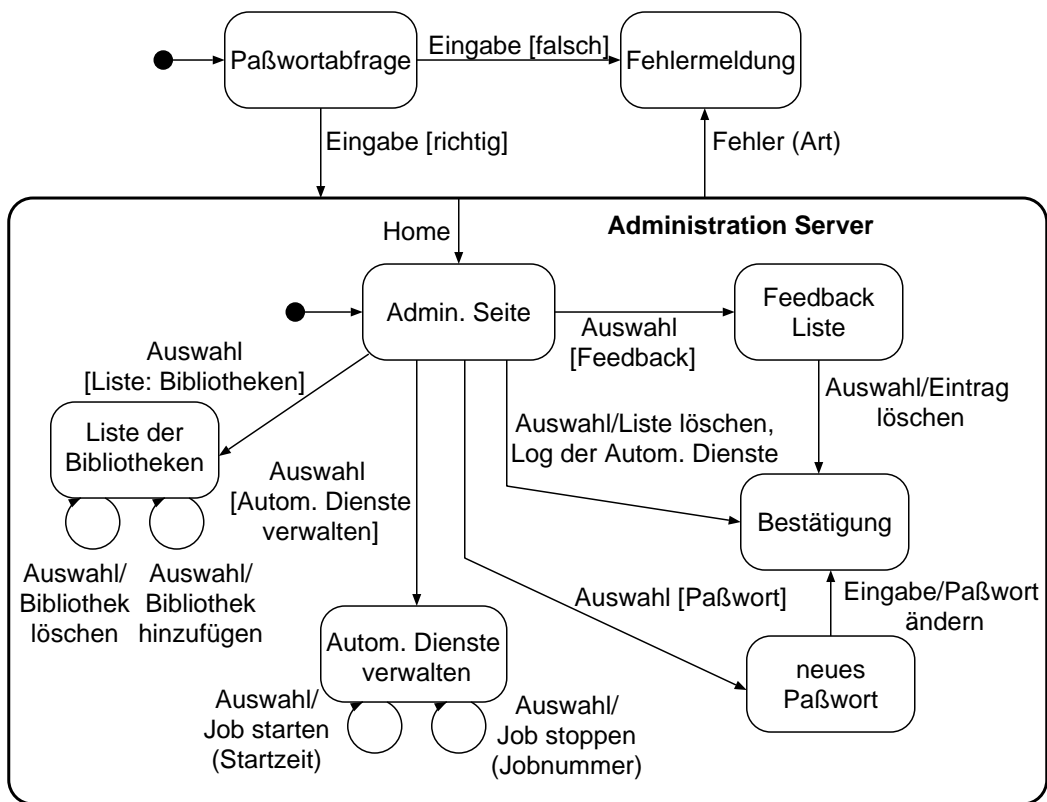 Paßwortabfrage
Eingabe [falsch]
Fehlermeldung
Eingabe [richtig]
Fehler (Art)
Administration Server
Home
Admin. Seite
Feedback
Liste
Auswahl
[Feedback]
Auswahl
[Liste: Bibliotheken]
Auswahl/Eintrag
löschen
Liste der
Bibliotheken
Auswahl/Liste löschen,
Log der Autom. Dienste
Auswahl
[Autom. Dienste
verwalten]
Bestätigung
Auswahl/
Bibliothek
löschen
Auswahl/
Bibliothek
hinzufügen
Auswahl [Paßwort]
Eingabe/Paßwort
ändern
Autom. Dienste
verwalten
neues
Paßwort
Auswahl/
Job starten
(Startzeit)
Auswahl/
Job stoppen
(Jobnummer)